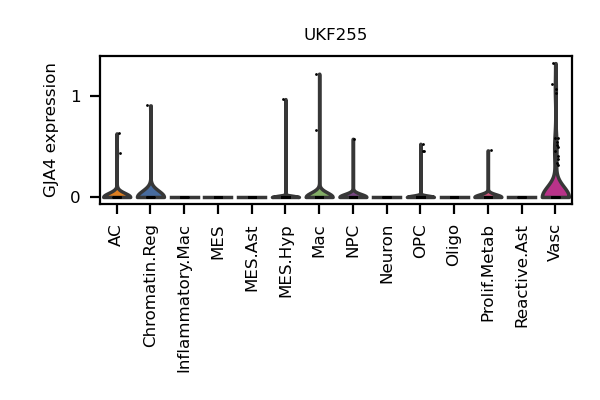 UKF255
GJA4 expression
1
0
AC
Chromatin.Reg
Inflammatory.Mac
MES
MES.Ast
MES.Hyp
Mac
NPC
Neuron
OPC
Oligo
Prolif.Metab
Reactive.Ast
Vasc